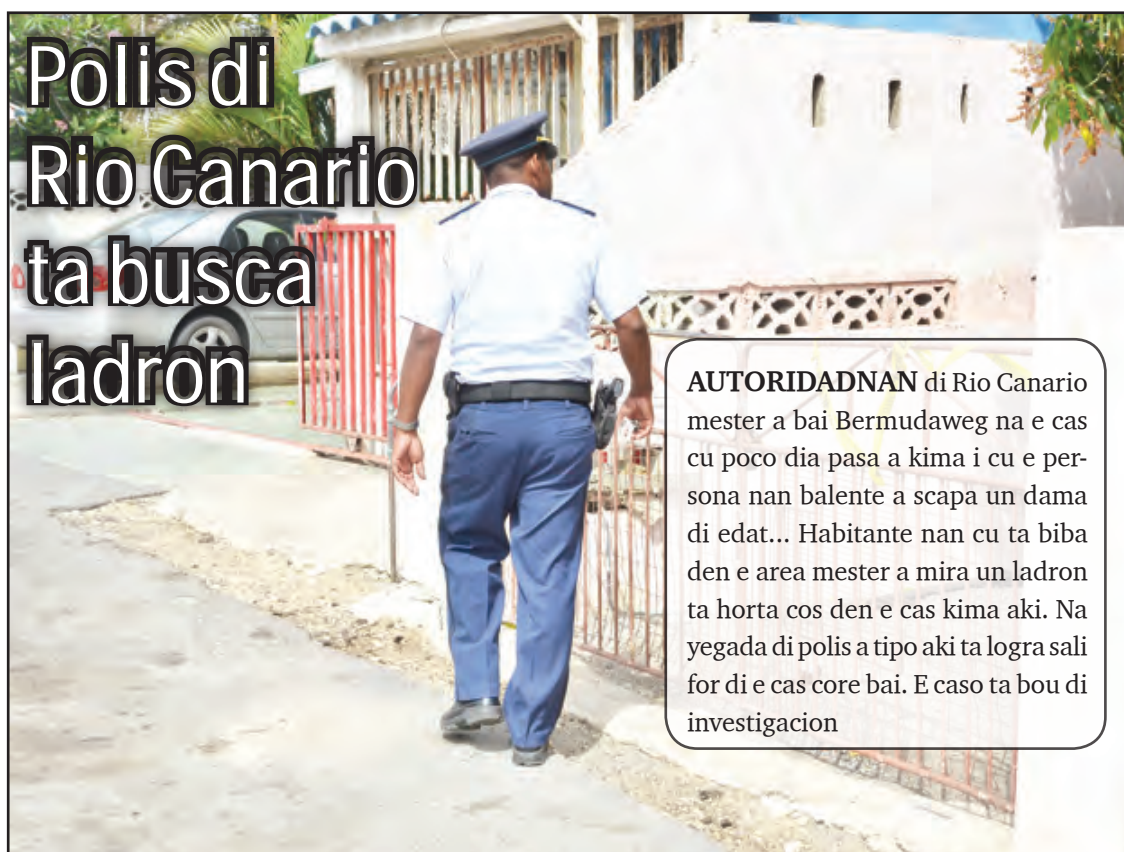 Polis di
Rio Canario
ta busca
ladron
AUTORIDADNAN di Rio Canario
mester a bai Bermudaweg na e cas
cu poco dia pasa a kima i cu e per-
sona nan balente a scapa un dama
di edat... Habitante nan cu ta biba
den e area mester a mira un ladron
ta horta cos den e cas kima aki. Na
yegada di polis a tipo aki ta logra sali
for di e cas core bai. E caso ta bou di
investigacion